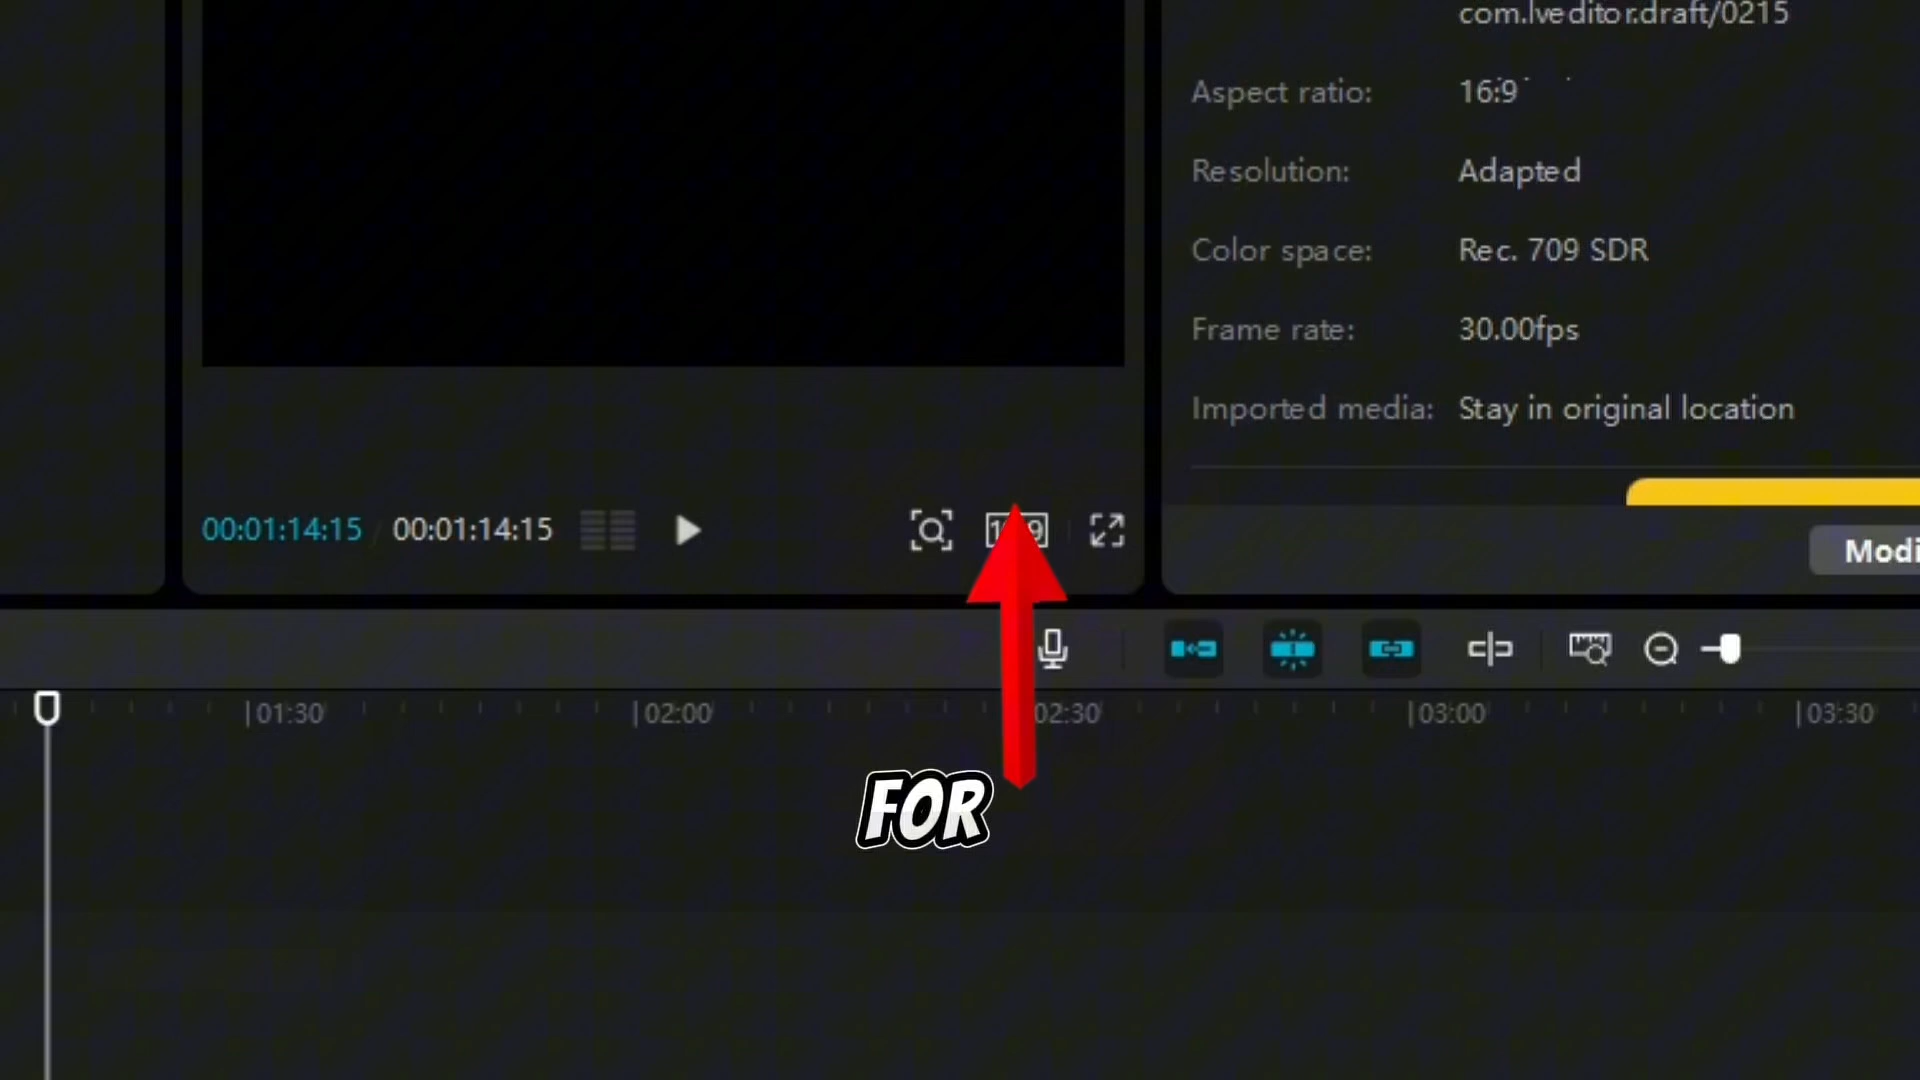 com.lveditor.draft/0215
Aspect ratio: 16:9
Resolution: Adapted
Color space: Rec. 709 SDR
Frame rate: 30.00fps
Imported media: Stay in original location
00:01:14:15 / 00:01:14:15
Modi
01:30 02:00 02:30 03:00 03:30
FOR